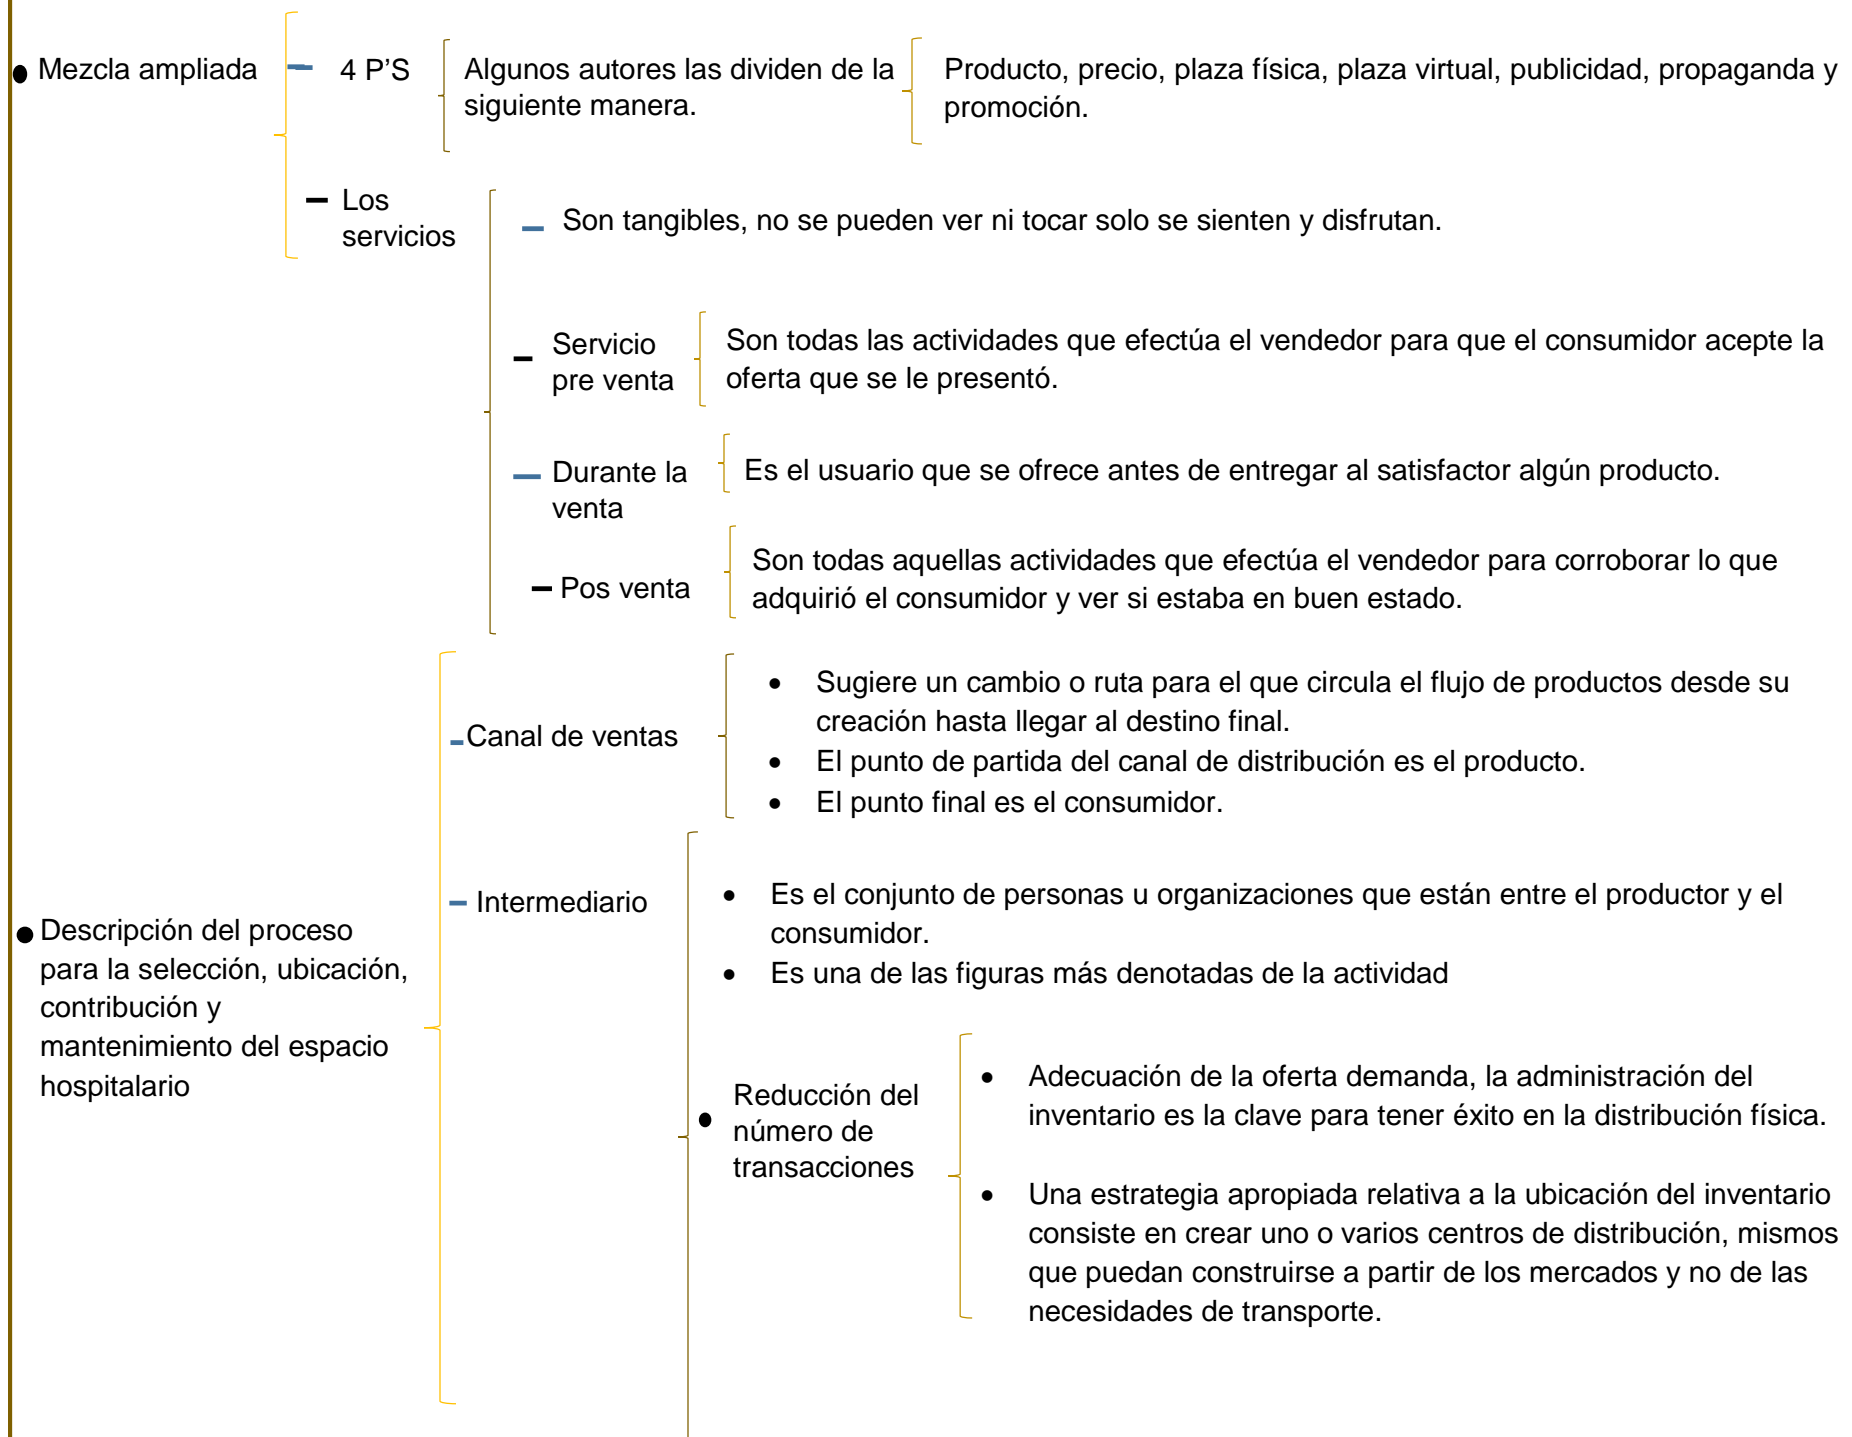 Mezcla ampliada
4 P’S
Algunos autores las dividen de la
siguiente manera.
Producto, precio, plaza física, plaza virtual, publicidad, propaganda y
promoción.
Los
servicios
Son tangibles, no se pueden ver ni tocar solo se sienten y disfrutan.
Servicio
pre venta
Son todas las actividades que efectúa el vendedor para que el consumidor acepte la
oferta que se le presentó.
Durante la
venta
Es el usuario que se ofrece antes de entregar al satisfactor algún producto.
Pos venta
Son todas aquellas actividades que efectúa el vendedor para corroborar lo que
adquirió el consumidor y ver si estaba en buen estado.
Descripción del proceso
para la selección, ubicación,
contribución y
mantenimiento del espacio
hospitalario
Canal de ventas
Sugiere un cambio o ruta para el que circula el flujo de productos desde su
creación hasta llegar al destino final.
El punto de partida del canal de distribución es el producto.
El punto final es el consumidor.
Intermediario
Es el conjunto de personas u organizaciones que están entre el productor y el
consumidor.
Es una de las figuras más denotadas de la actividad
Reducción del
número de
transacciones
Adecuación de la oferta demanda, la administración del
inventario es la clave para tener éxito en la distribución física.
Una estrategia apropiada relativa a la ubicación del inventario
consiste en crear uno o varios centros de distribución, mismos
que puedan construirse a partir de los mercados y no de las
necesidades de transporte.